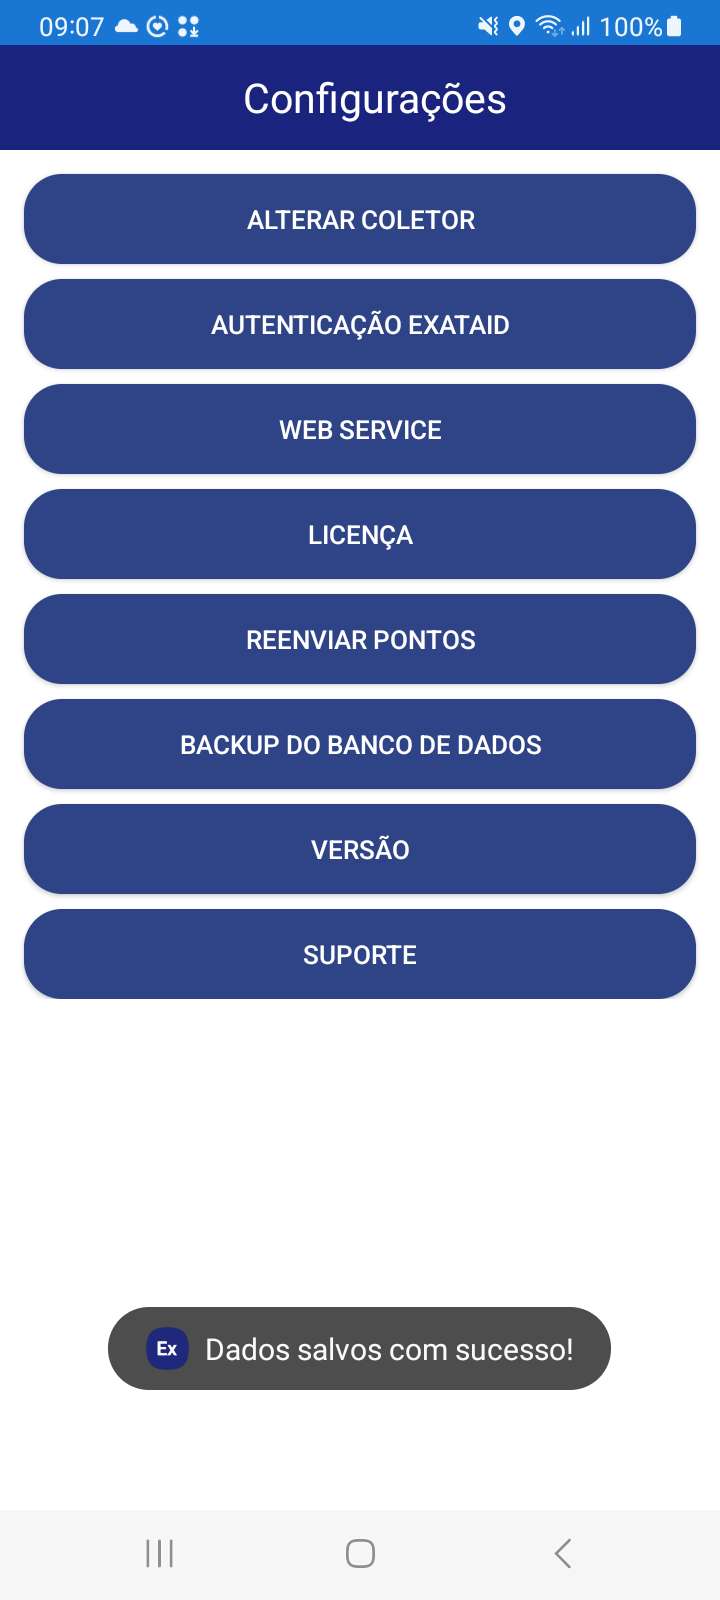 09:07 100%
Configurações
ALTERAR COLETOR
AUTENTICAÇÃO EXATAID
WEB SERVICE
LICENÇA
REENVIAR PONTOS
BACKUP DO BANCO DE DADOS
VERSÃO
SUPORTE
Ex Dados salvos com sucesso!